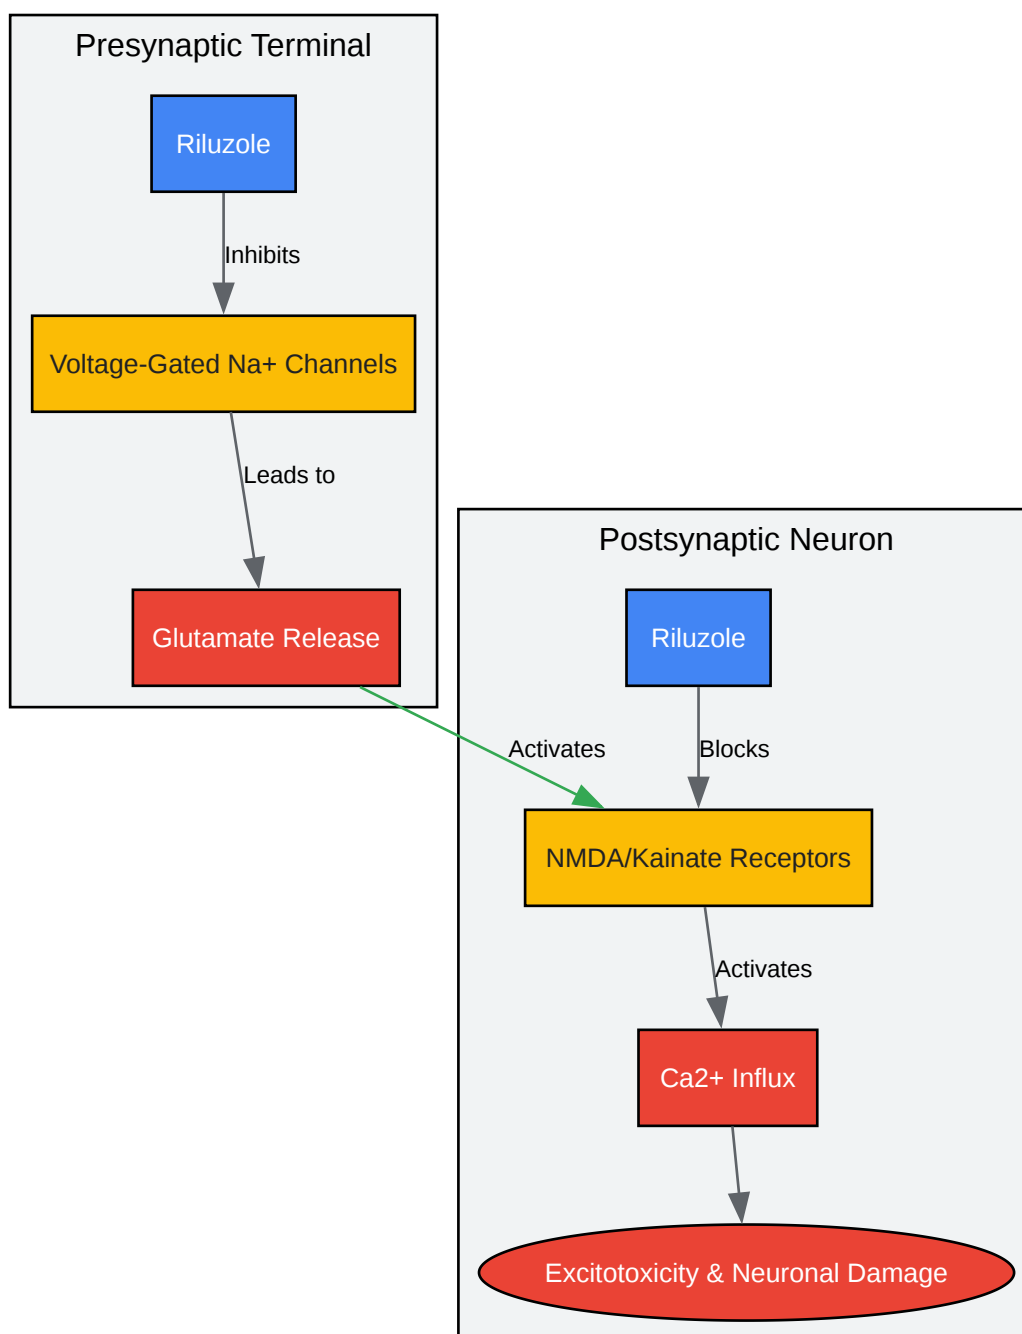 Presynaptic Terminal
Riluzole
Inhibits
Voltage-Gated Na+ Channels
Leads to
Glutamate Release
Postsynaptic Neuron
Riluzole
Activates
Blocks
NMDA/Kainate Receptors
Activates
Ca2+ Influx
Excitotoxicity & Neuronal Damage